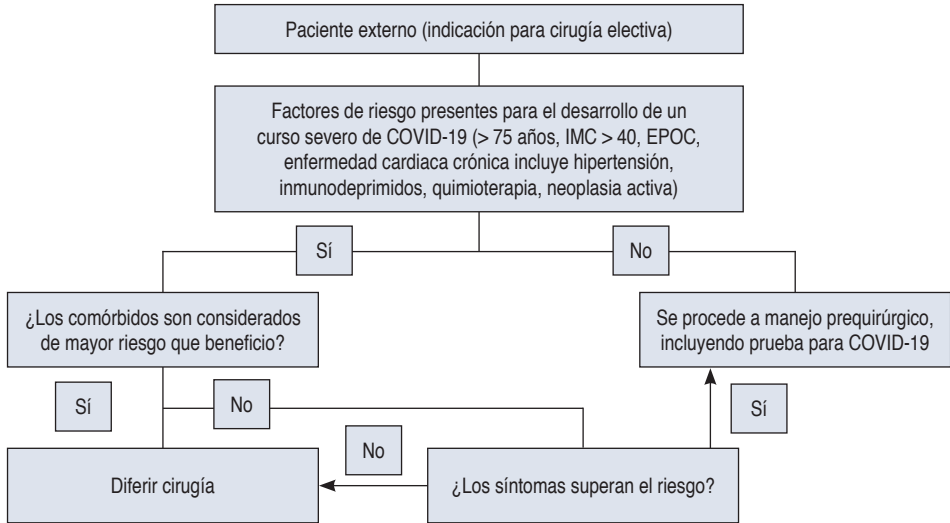 Paciente externo (indicación para cirugía electiva)
Factores de riesgo presentes para el desarrollo de un
curso severo de COVID-19 (> 75 años, IMC > 40, EPOC,
enfermedad cardiaca crónica incluye hipertensión,
inmunodeprimidos, quimioterapia, neoplasia activa)
Sí
No
¿Los comórbidos son considerados
de mayor riesgo que beneficio?
Se procede a manejo prequirúrgico,
incluyendo prueba para COVID-19
Sí
No
Sí
No
Diferir cirugía
¿Los síntomas superan el riesgo?